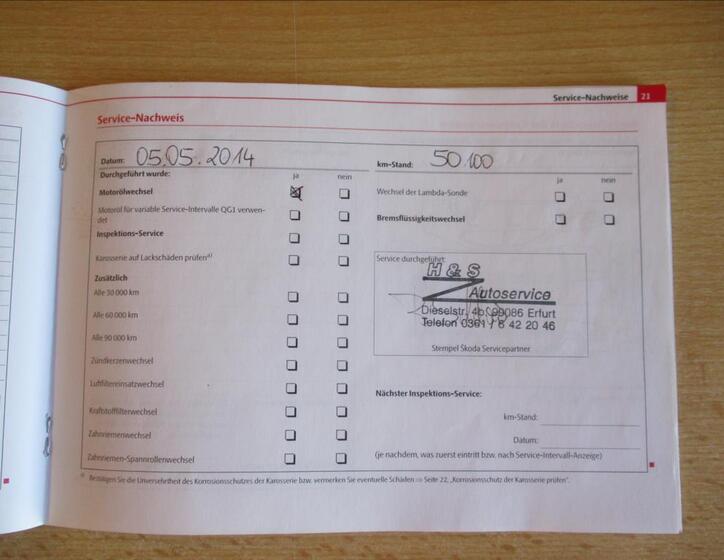 Service-Nachweise 21
Service-Nachweis
Datum: 05.05.2014
km-Stand: 50 100
Durchgeführt wurde: ja nein
ja nein
Motorölwechsel
Wechsel der Lambda-Sonde
Motoröl für variable Service-Intervalle QG1 verwen-
det
Bremsflüssigkeitswechsel
Inspektions-Service
Karosserie auf Lackschäden prüfen a)
Service durchgeführt:
H & S
Autoservice
Dieselstr. 4b, 99086 Erfurt
Telefon 0361 / 6 42 20 46
Stempel Škoda Servicepartner
Zusätzlich
Alle 30 000 km
Alle 60 000 km
Alle 90 000 km
Zündkerzenwechsel
Luftfiltereinsatzwechsel
Kraftstofffilterwechsel
Zahnriemenwechsel
Zahnriemen-Spannrollenwechsel
Nächster Inspektions-Service:
km-Stand:
Datum:
(je nachdem, was zuerst eintritt bzw. nach Service-Intervall-Anzeige)
a) Bestätigen Sie die Unversehrtheit des Korrosionsschutzes der Karosserie bzw. vermerken Sie eventuelle Schäden ⇒ Seite 22, „Korrosionsschutz der Karosserie prüfen".